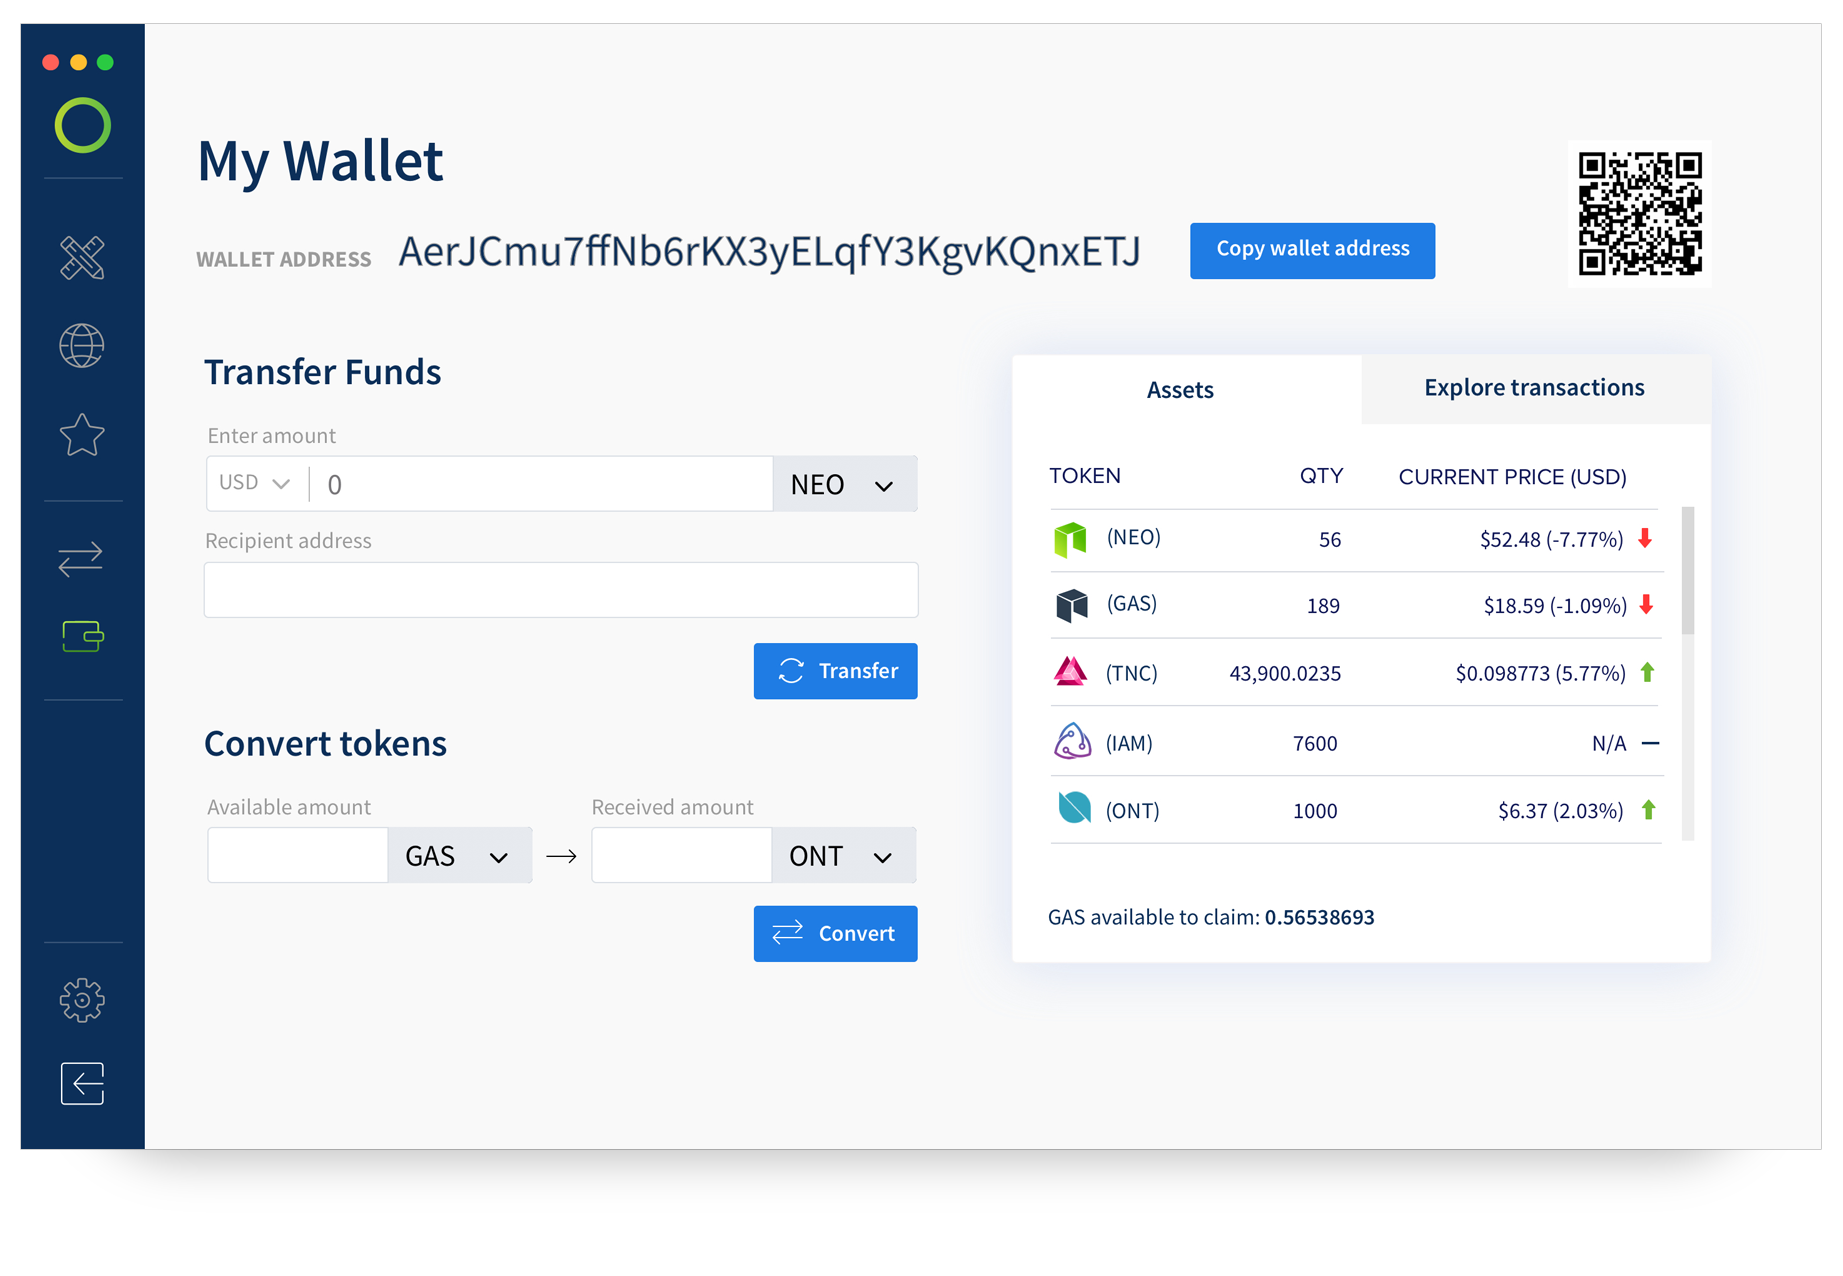 My Wallet
WALLET ADDRESS AerJCmu7ffNb6rKX3yELqfY3KgvKQnxETJ Copy wallet address
Transfer Funds
Enter amount
USD 0 NEO
Recipient address
Transfer
Convert tokens
Available amount Received amount
GAS ONT
Convert
Assets Explore transactions
TOKEN QTY CURRENT PRICE (USD)
(NEO) 56 $52.48 (-7.77%)
(GAS) 189 $18.59 (-1.09%)
(TNC) 43,900.0235 $0.098773 (5.77%)
(IAM) 7600 N/A
(ONT) 1000 $6.37 (2.03%)
GAS available to claim: 0.56538693